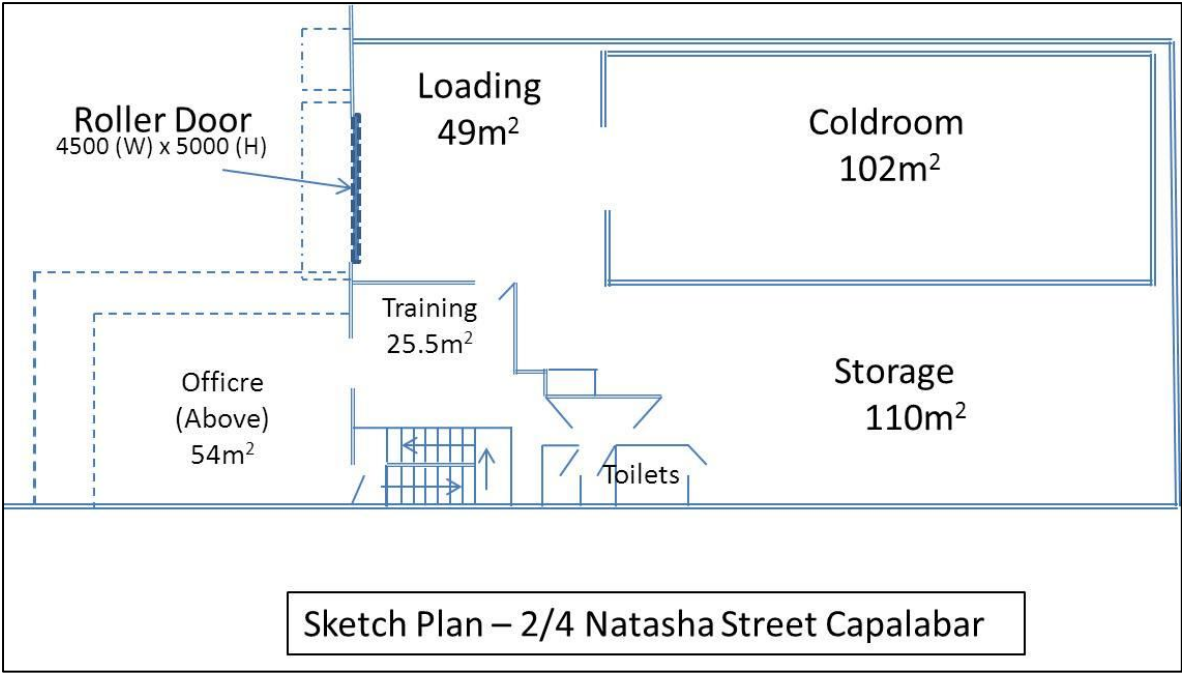 Loading
49m²
Roller Door
4500 (W) x 5000 (H)
Coldroom
102m²
Training
25.5m²
Officre
(Above)
54m²
Storage
110m²
Toilets
Sketch Plan – 2/4 Natasha Street Capalabar